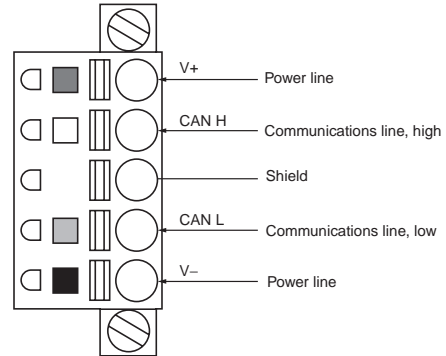 V+
Power line
CAN H
Communications line, high
Shield
CAN L
Communications line, low
V–
Power line